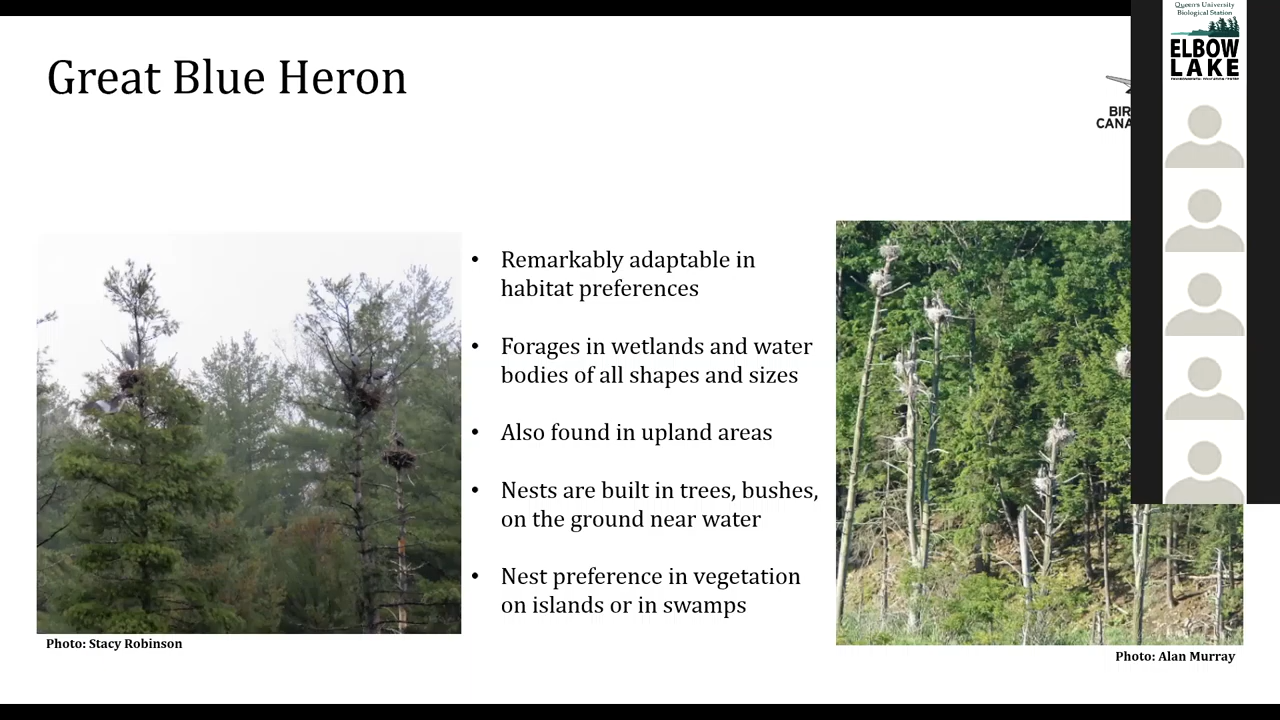 Great Blue Heron
Queen's University
Biological Station
ELBOW
LAKE
• Remarkably adaptable in
habitat preferences
• Forages in wetlands and water
bodies of all shapes and sizes
• Also found in upland areas
• Nests are built in trees, bushes,
on the ground near water
• Nest preference in vegetation
on islands or in swamps
Photo: Stacy Robinson
Photo: Alan Murray